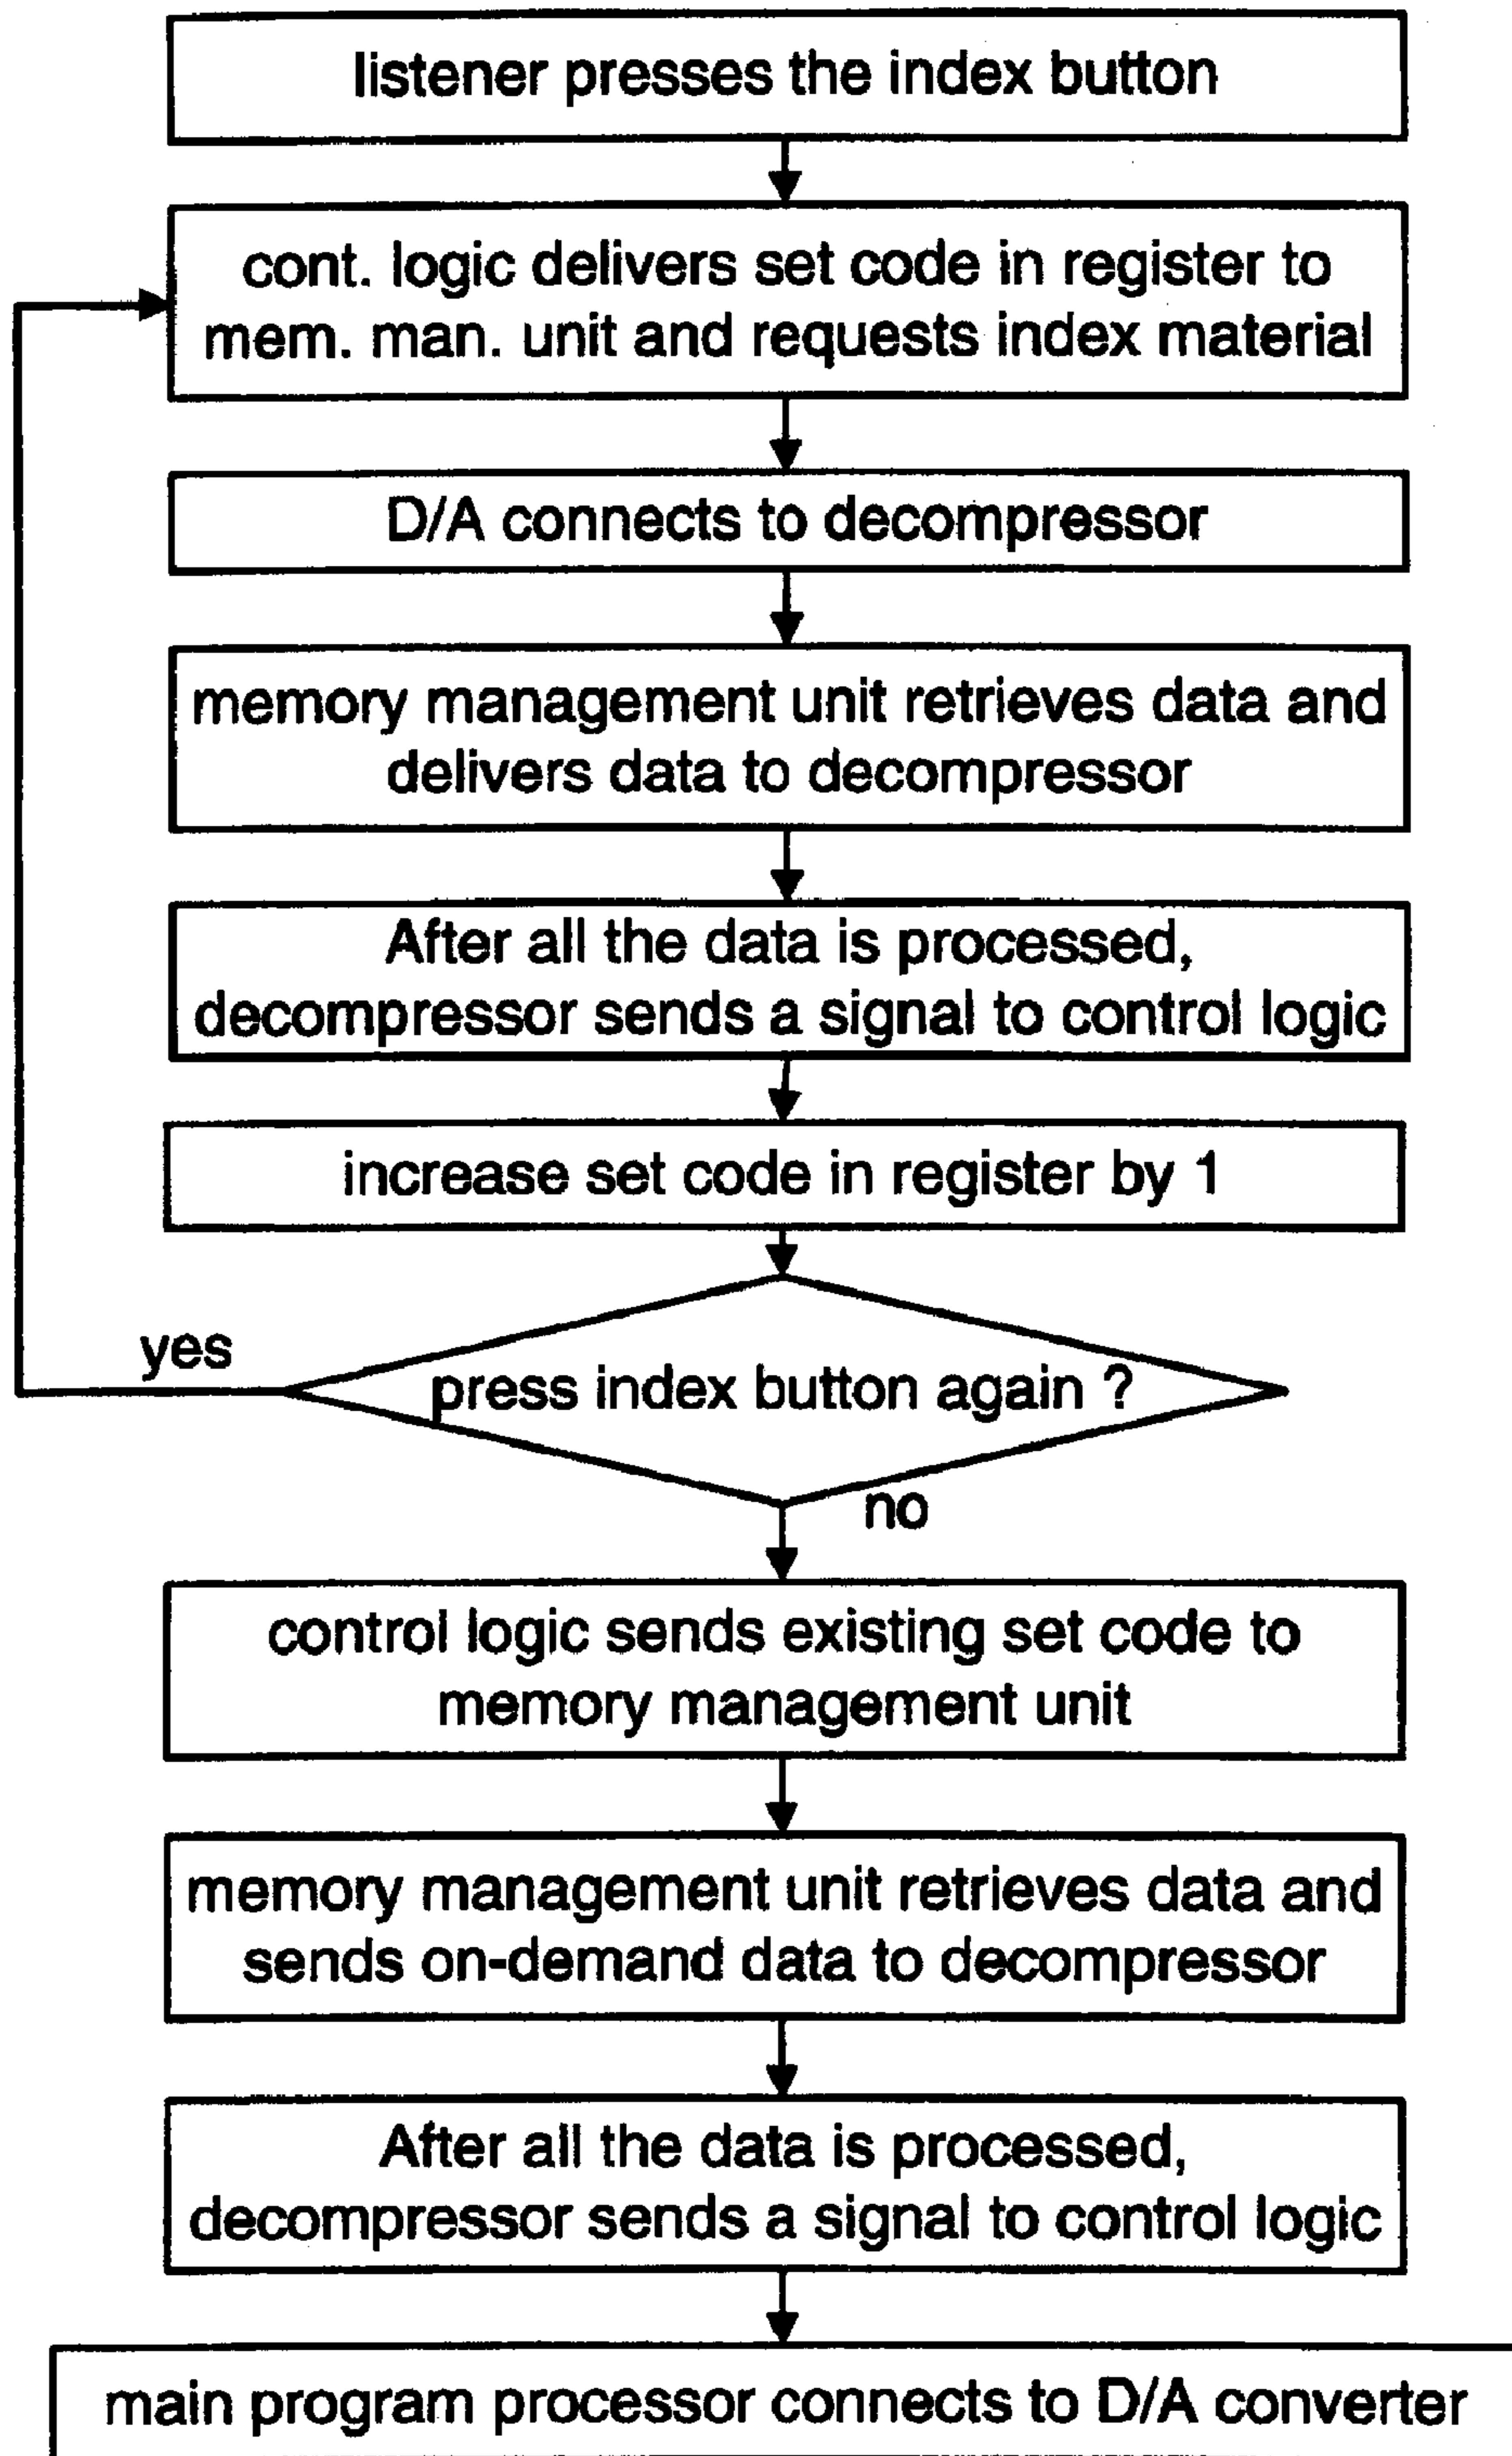 listener presses the index button
cont. logic delivers set code in register to
mem. man. unit and requests index material
D/A connects to decompressor
memory management unit retrieves data and
delivers data to decompressor
After all the data is processed,
decompressor sends a signal to control logic
increase set code in register by 1
yes
press index button again ?
no
control logic sends existing set code to
memory management unit
memory management unit retrieves data and
sends on-demand data to decompressor
After all the data is processed,
decompressor sends a signal to control logic
main program processor connects to D/A converter